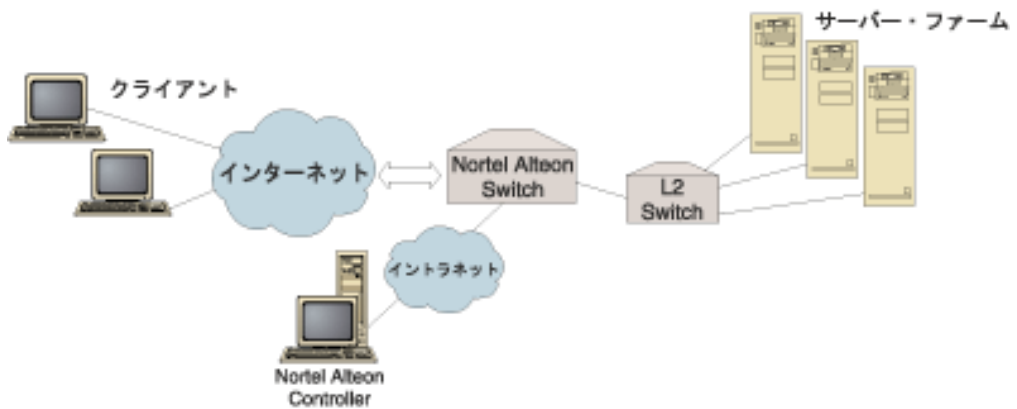 サーバー・ファーム
クライアント
インターネット
Nortel Alteon
Switch
L2
Switch
イントラネット
Nortel Alteon
Controller